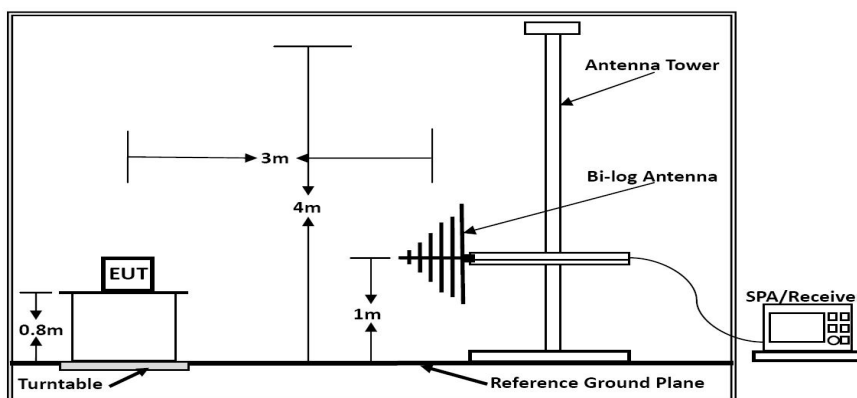 Antenna Tower
3m
Bi-log Antenna
4m
EUT
SPA/Receive
0.8m
1m
Turntable
Reference Ground Plane